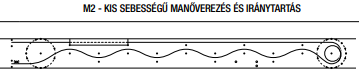 M2 - KIS SEBESSÉGŰ MANŐVEREZÉS ÉS IRÁNYTARTÁS